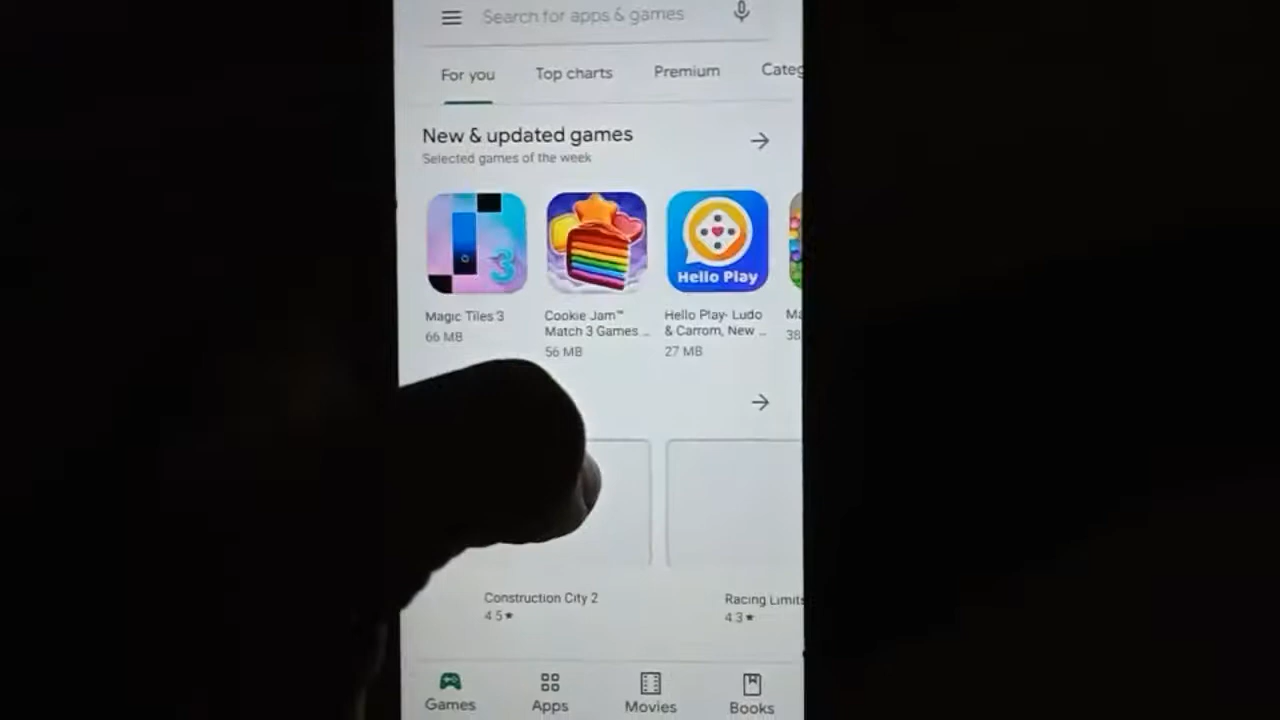 Search for apps & games
For you
Top charts
Premium
Categ
New & updated games
Selected games of the week
3
Hello Play
Magic Tiles 3
66 MB
Cookie Jam™
Match 3 Games ...
56 MB
Hello Play- Ludo
& Carrom, New ...
27 MB
Ma
38
Construction City 2
4.5★
Racing Limits
4.3★
Games
Apps
Movies
Books